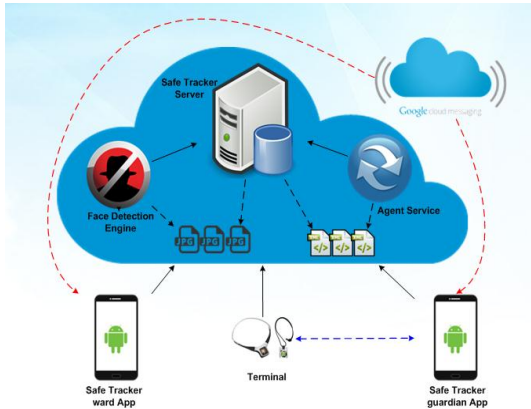 Safe Tracker
Server
Google cloud messaging
Face Detection
Engine
Agent Service
JPG JPG JPG
Safe Tracker
ward App
Terminal
Safe Tracker
guardian App